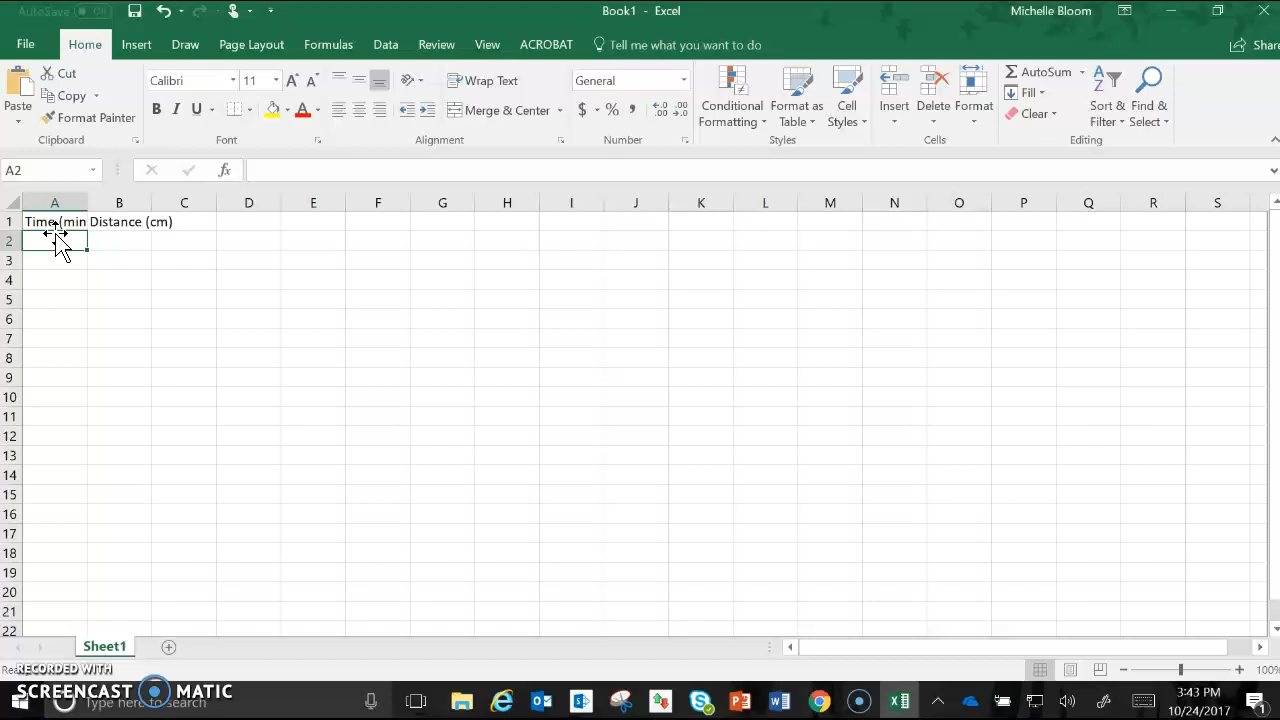 AutoSave Off
Book1 - Excel
Michelle Bloom
File Home Insert Draw Page Layout Formulas Data Review View ACROBAT Tell me what you want to do Share
Paste
Cut
Copy
Format Painter
Clipboard
Calibri 11
B I U
Font
Wrap Text
Merge & Center
Alignment
General
$ % ,
Number
Conditional Formatting
Format as Table
Cell Styles
Styles
Insert Delete Format
Cells
AutoSum
Fill
Clear
Sort & Filter
Find & Select
Editing
A2 fx
A B C D E F G H I J K L M N O P Q R S
1 Time (min Distance (cm)
2
3
4
5
6
7
8
9
10
11
12
13
14
15
16
17
18
19
20
21
22
Sheet1
RECORDED WITH
SCREENCAST MATIC
100%
Type here to search
3:43 PM
10/24/2017
1